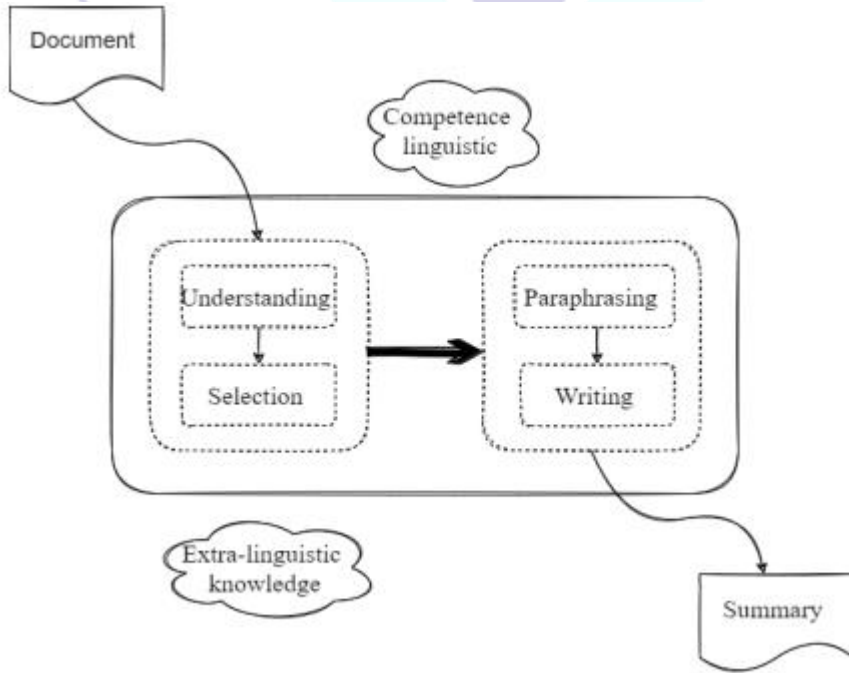 Document
Competence
linguistic
Understanding
Paraphrasing
Selection
Writing
Extra-linguistic
knowledge
Summary